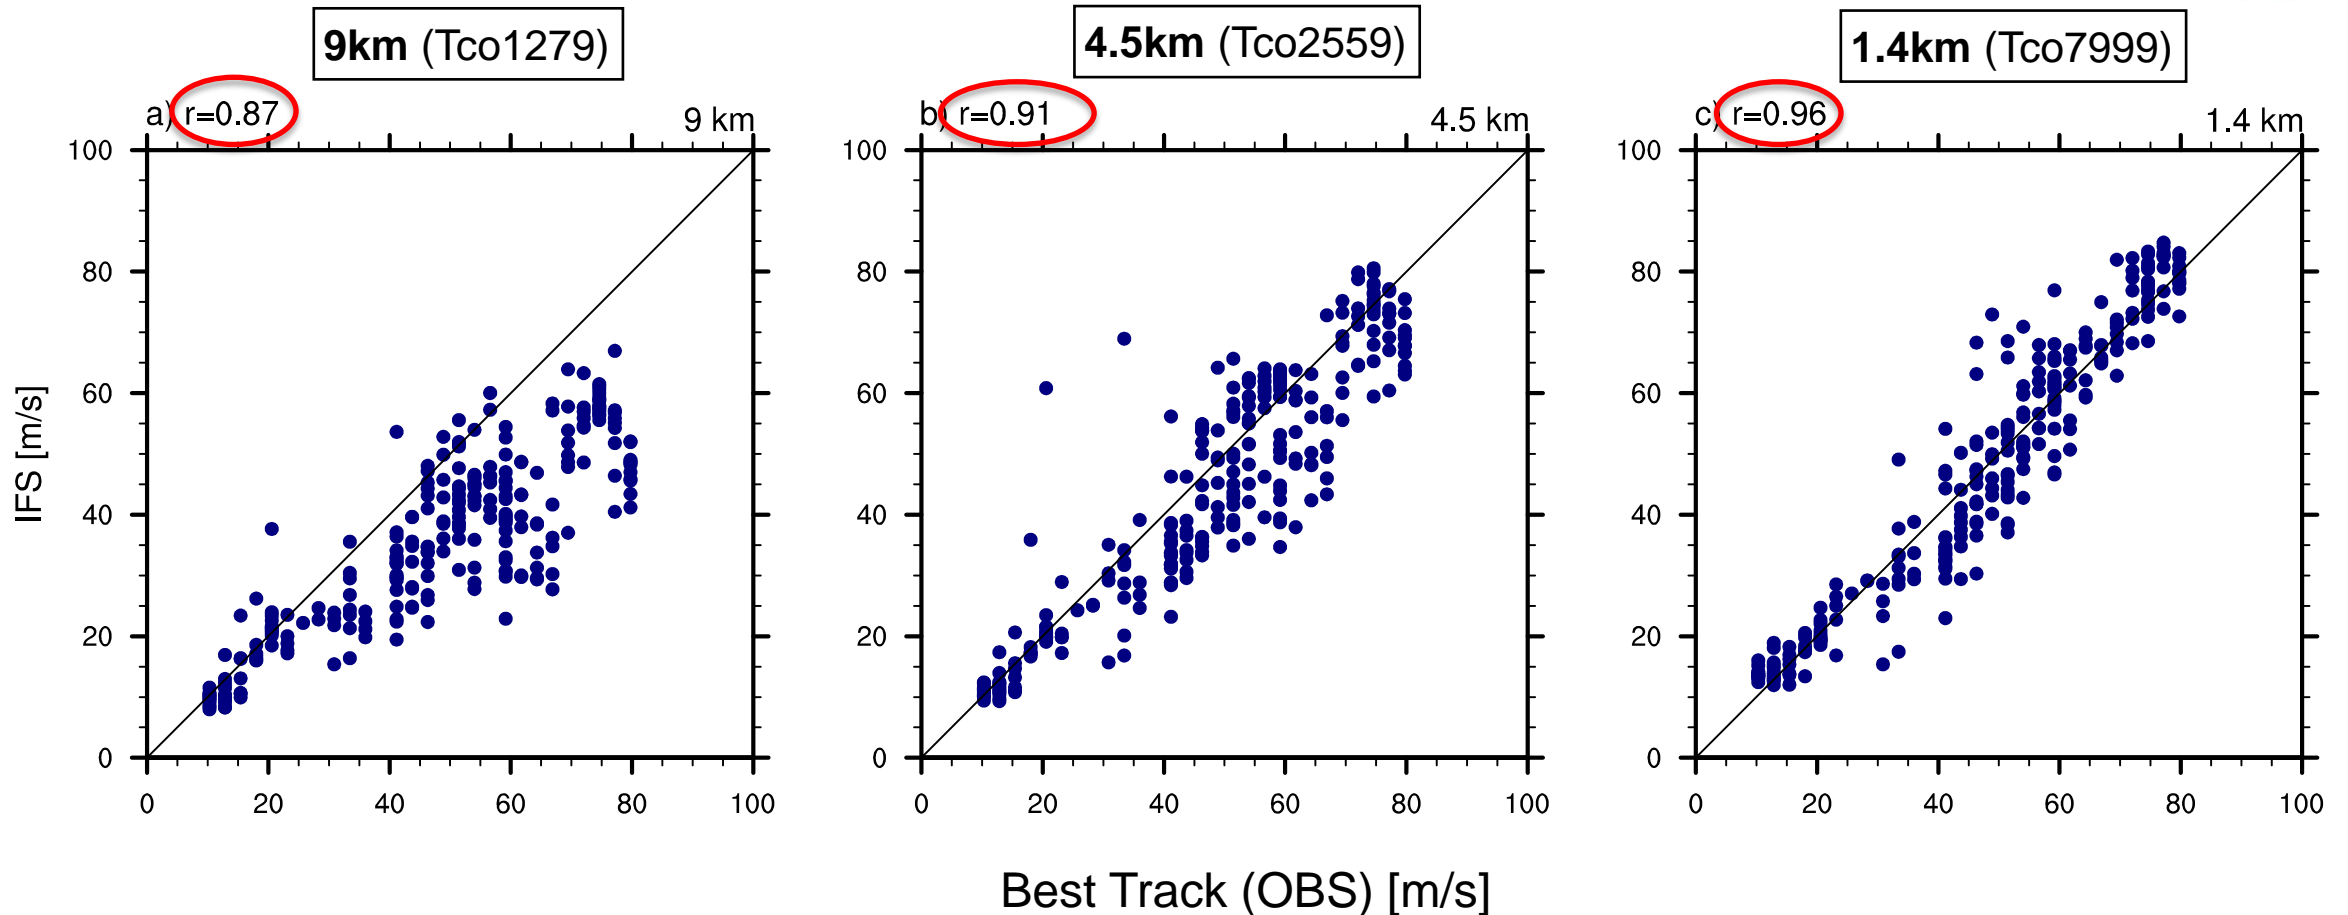 9km (Tco1279)
4.5km (Tco2559)
1.4km (Tco7999)
a) r=0.87
9 km
b) r=0.91
4.5 km
c) r=0.96
1.4 km
IFS [m/s]
100
80
60
40
20
0
0 20 40 60 80 100
100
80
60
40
20
0
0 20 40 60 80 100
100
80
60
40
20
0
0 20 40 60 80 100
Best Track (OBS) [m/s]